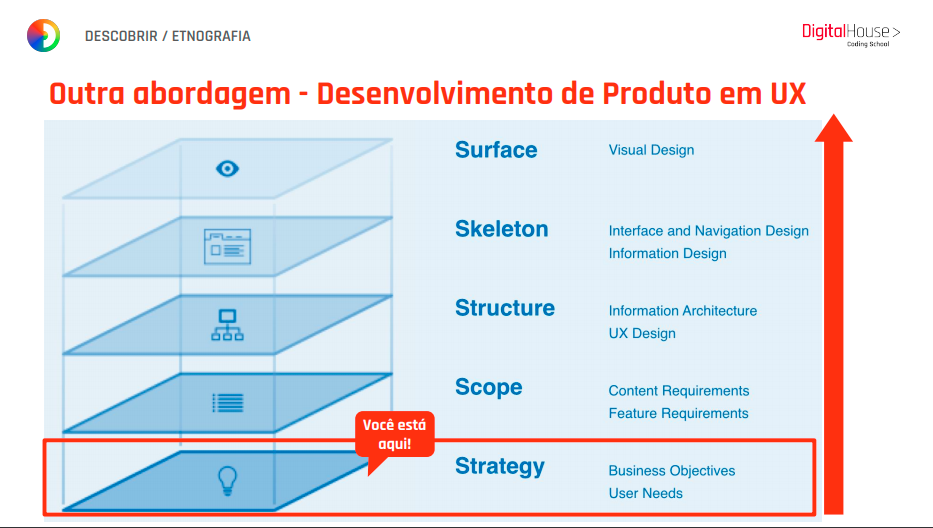 DESCOBRIR / ETNOGRAFIA
DigitalHouse>
Coding School
Outra abordagem - Desenvolvimento de Produto em UX
Surface
Visual Design
Skeleton
Interface and Navigation Design
Information Design
Structure
Information Architecture
UX Design
Scope
Content Requirements
Feature Requirements
Você está
aqui!
Strategy
Business Objectives
User Needs